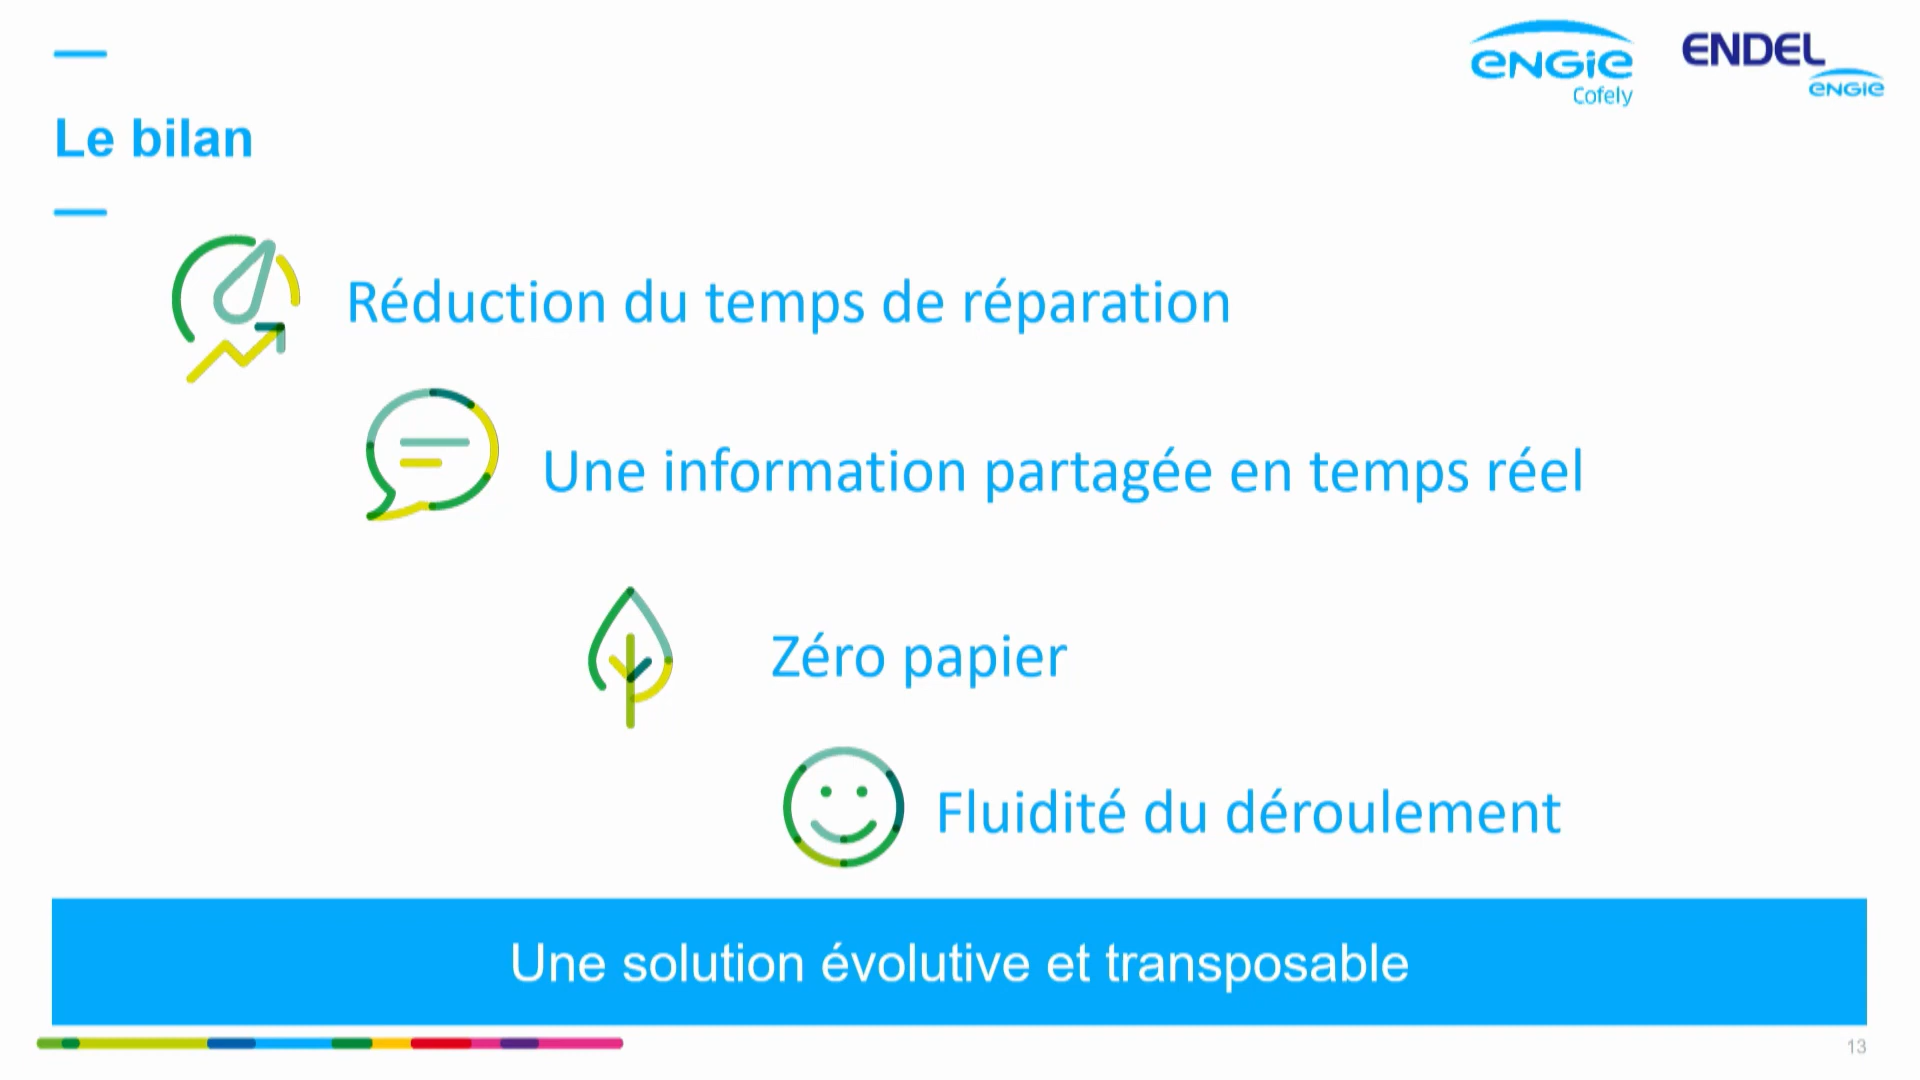 ENGIE
Cofely
ENDEL
ENGIE
Le bilan
Réduction du temps de réparation
Une information partagée en temps réel
Zéro papier
Fluidité du déroulement
Une solution évolutive et transposable
13